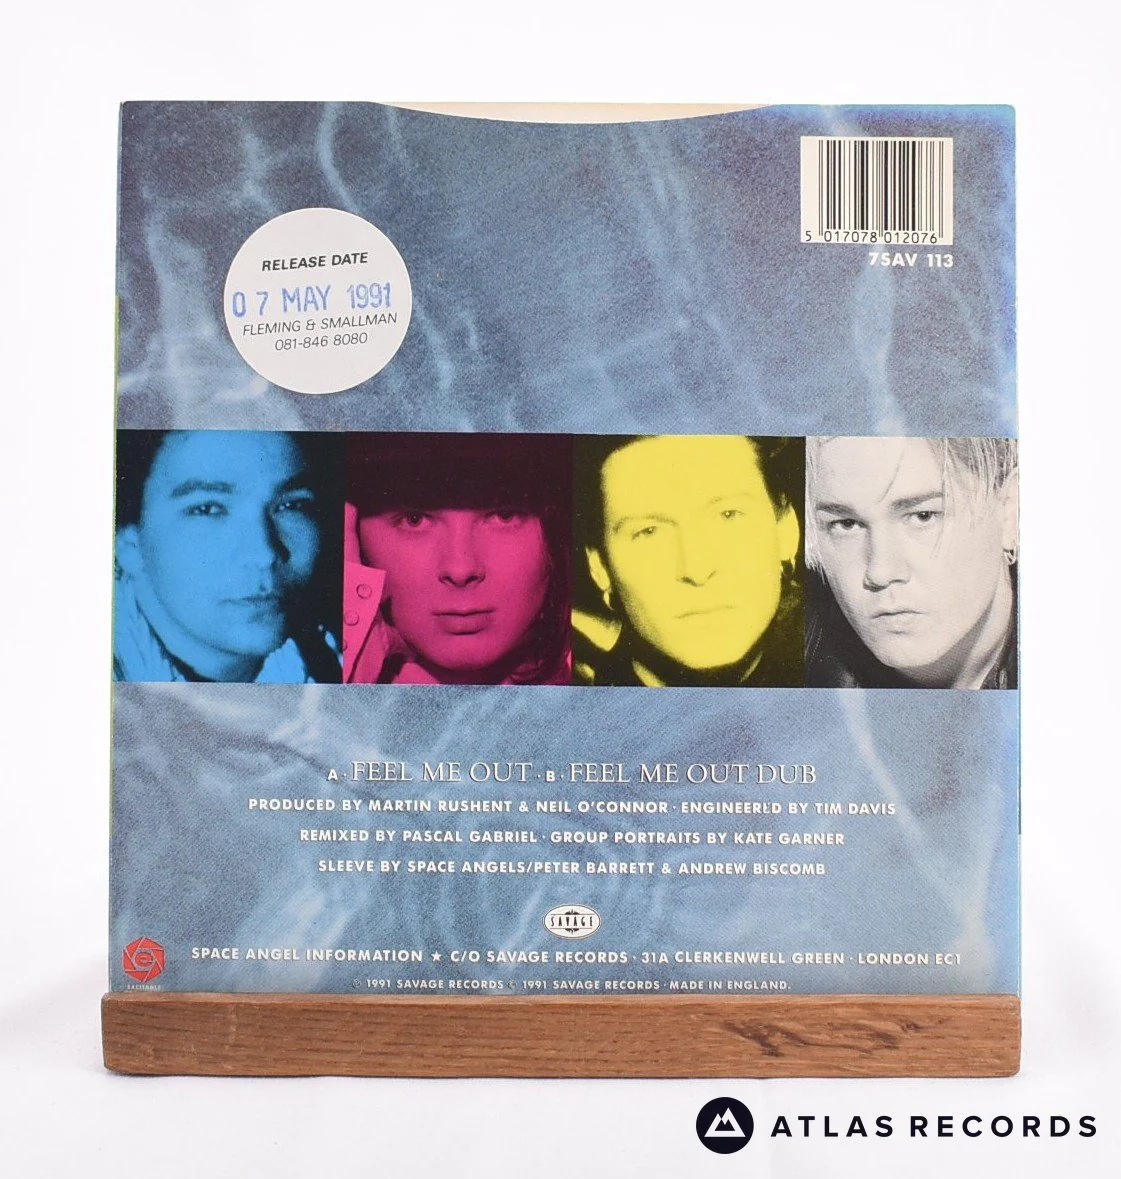 5 017078 012076
7SAV 113
RELEASE DATE
07 MAY 1991
FLEMING & SMALLMAN
081-846 8080
A · FEEL ME OUT · B · FEEL ME OUT DUB
PRODUCED BY MARTIN RUSHENT & NEIL O'CONNOR · ENGINEERED BY TIM DAVIS
REMIXED BY PASCAL GABRIEL · GROUP PORTRAITS BY KATE GARNER
SLEEVE BY SPACE ANGELS/PETER BARRETT & ANDREW BISCOMB
SAVAGE
e
EXCITABLE
SPACE ANGEL INFORMATION ★ C/O SAVAGE RECORDS · 31A CLERKENWELL GREEN · LONDON EC1
℗ 1991 SAVAGE RECORDS © 1991 SAVAGE RECORDS · MADE IN ENGLAND.
ATLAS RECORDS